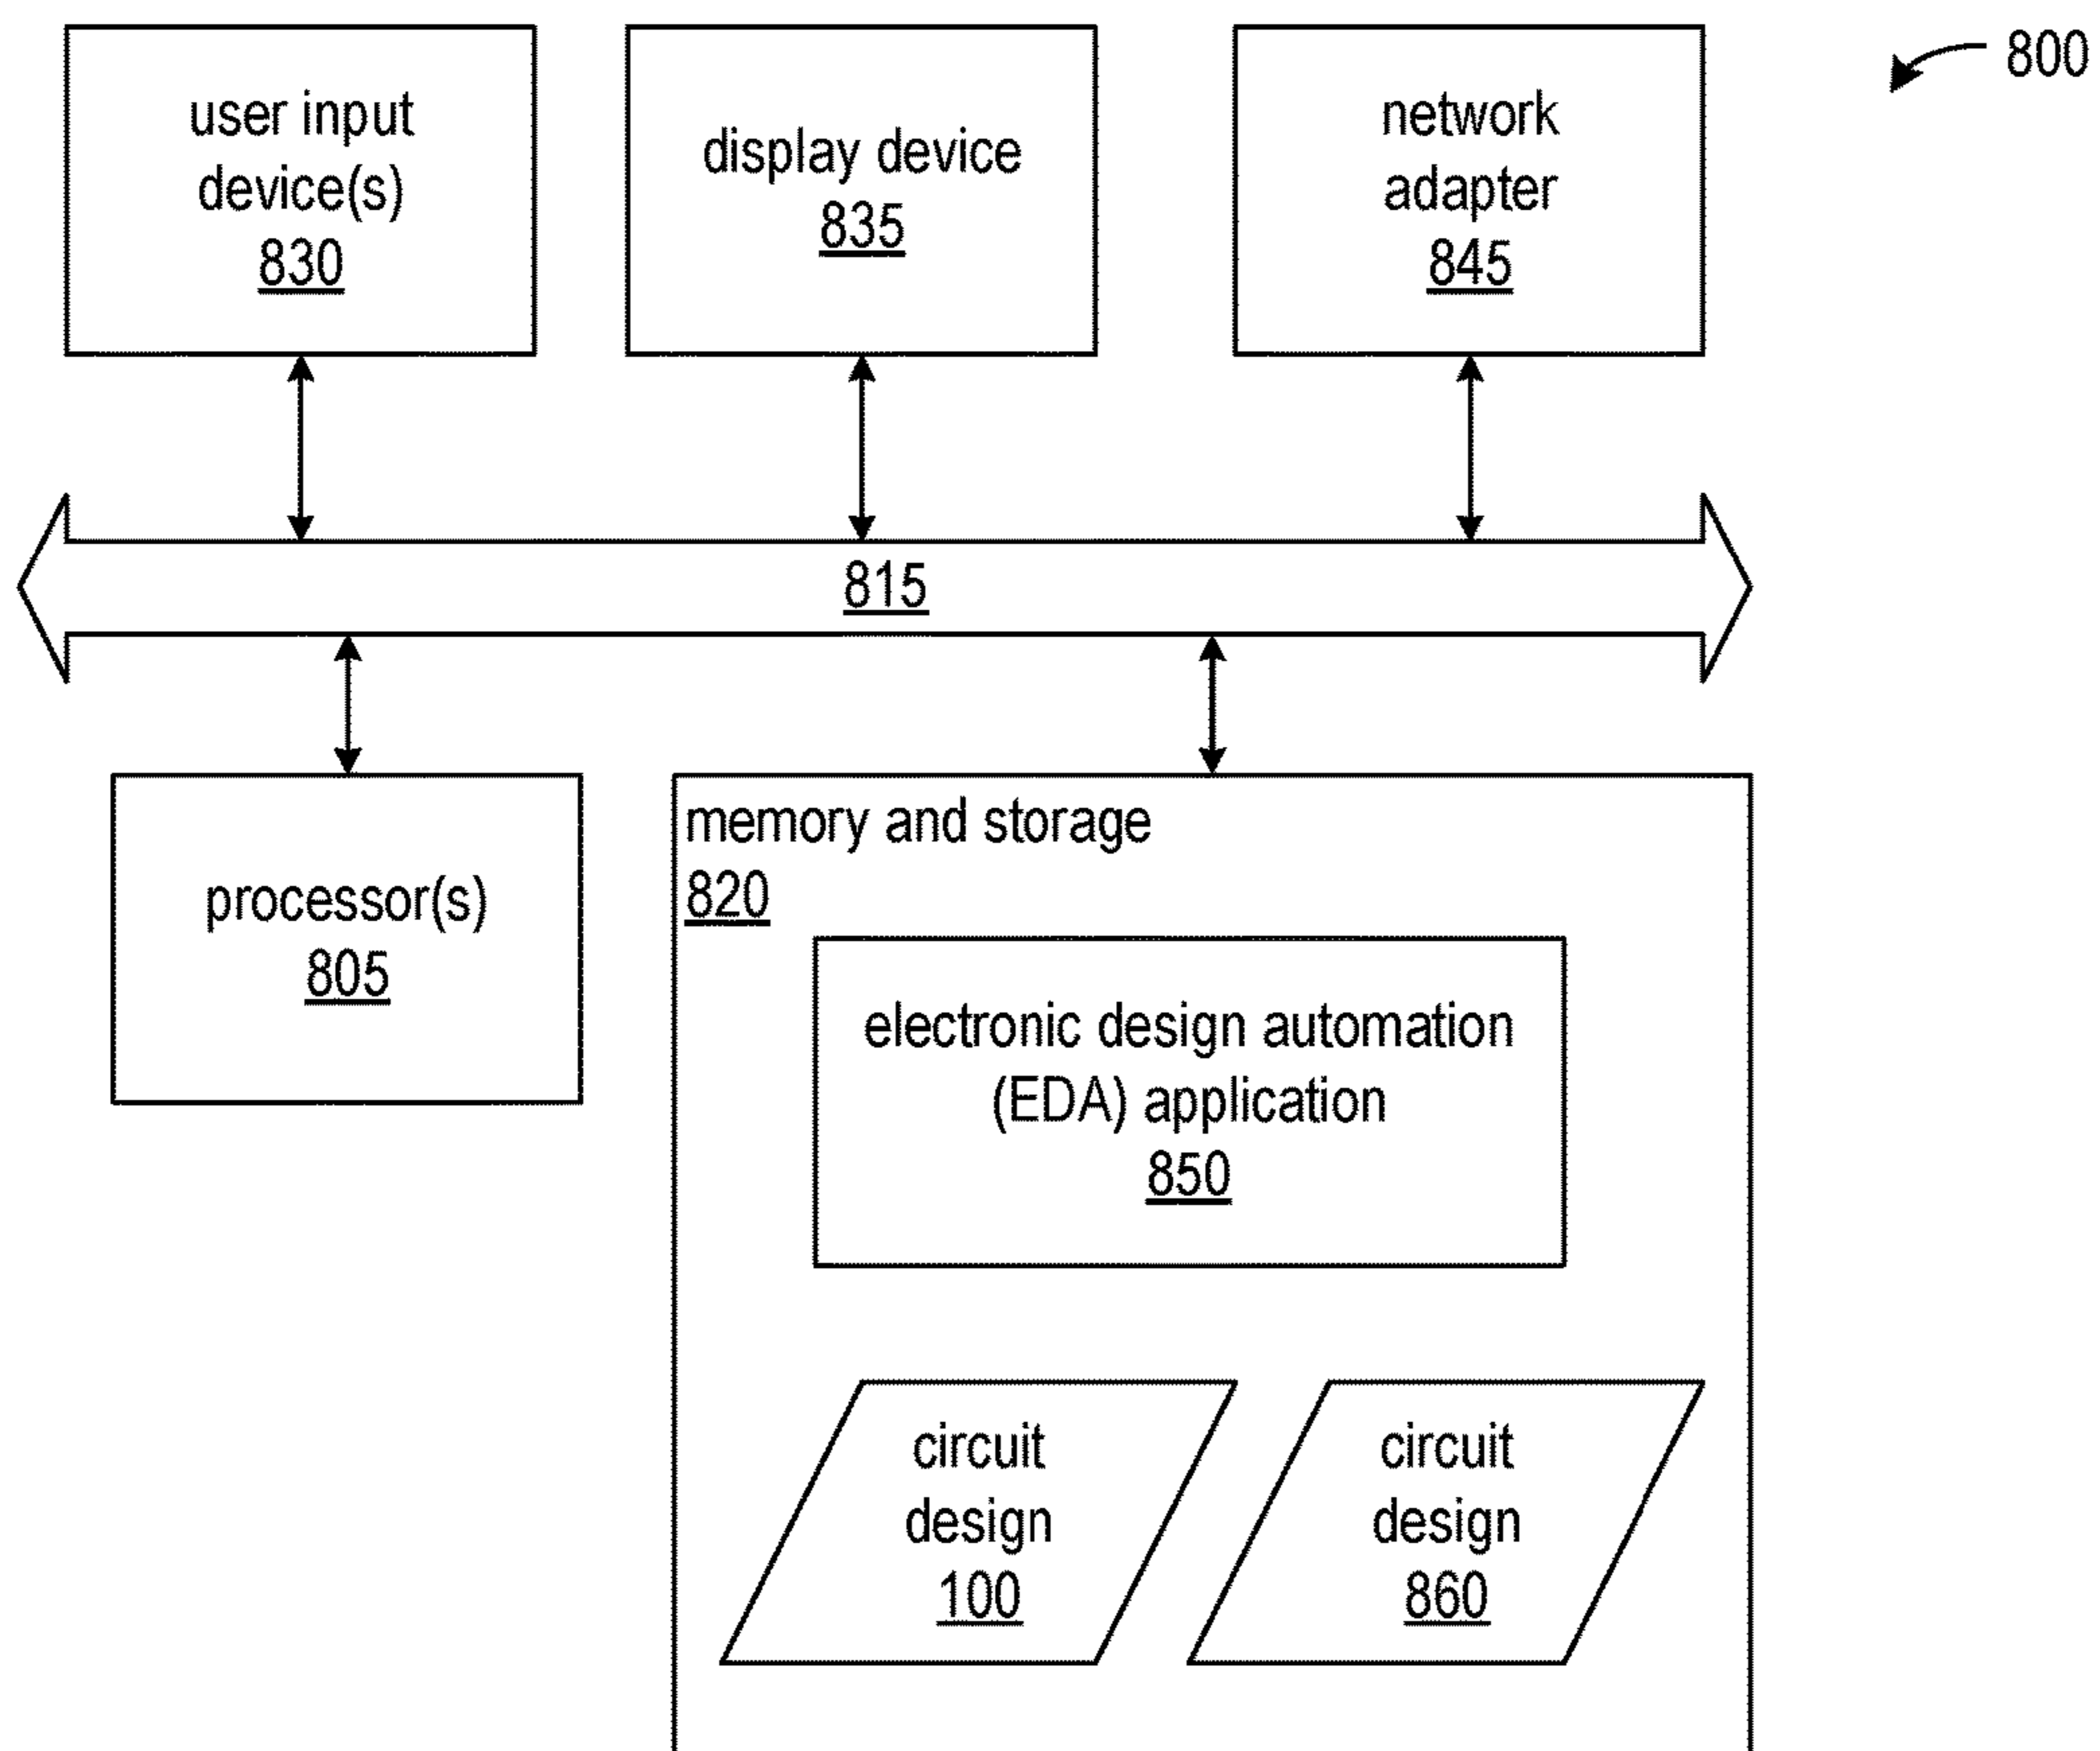 user input
device(s)
830
display device
835
network
adapter
845
800
815
processor(s)
805
memory and storage
820
electronic design automation
(EDA) application
850
circuit
design
100
circuit
design
860